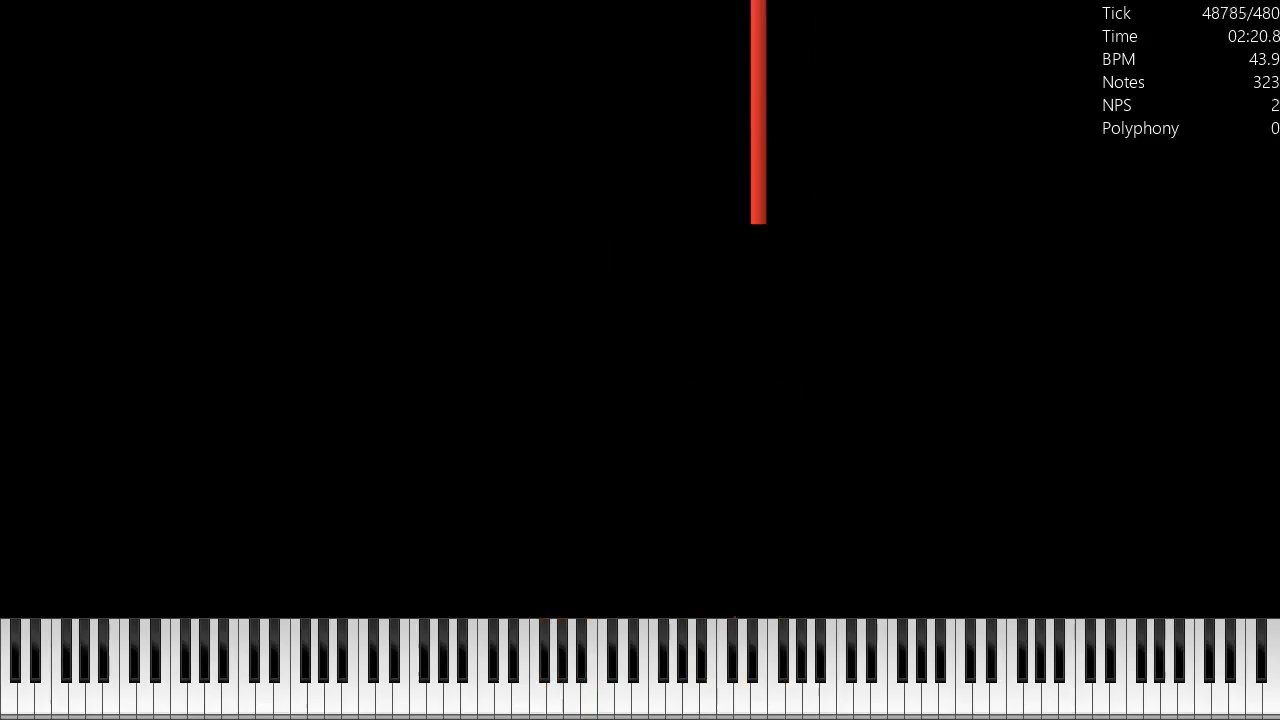 Tick 48785/480
Time 02:20.8
BPM 43.9
Notes 323
NPS 2
Polyphony 0